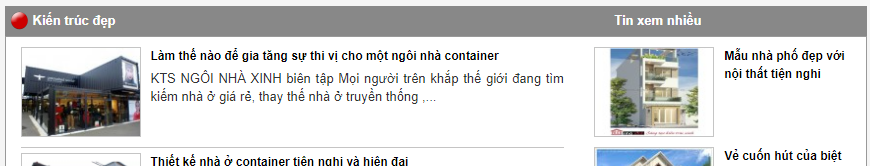 Kiến trúc đẹp
Làm thế nào để gia tăng sự thi vị cho một ngôi nhà container
KTS NGÔI NHÀ XINH biên tập Mọi người trên khắp thế giới đang tìm
kiếm nhà ở giá rẻ, thay thế nhà ở truyền thống ,...
Thiết kế nhà ở container tiện nghi và hiện đại
Tin xem nhiều
Mẫu nhà phố đẹp với
nội thất tiện nghi
Vẻ cuốn hút của biệt